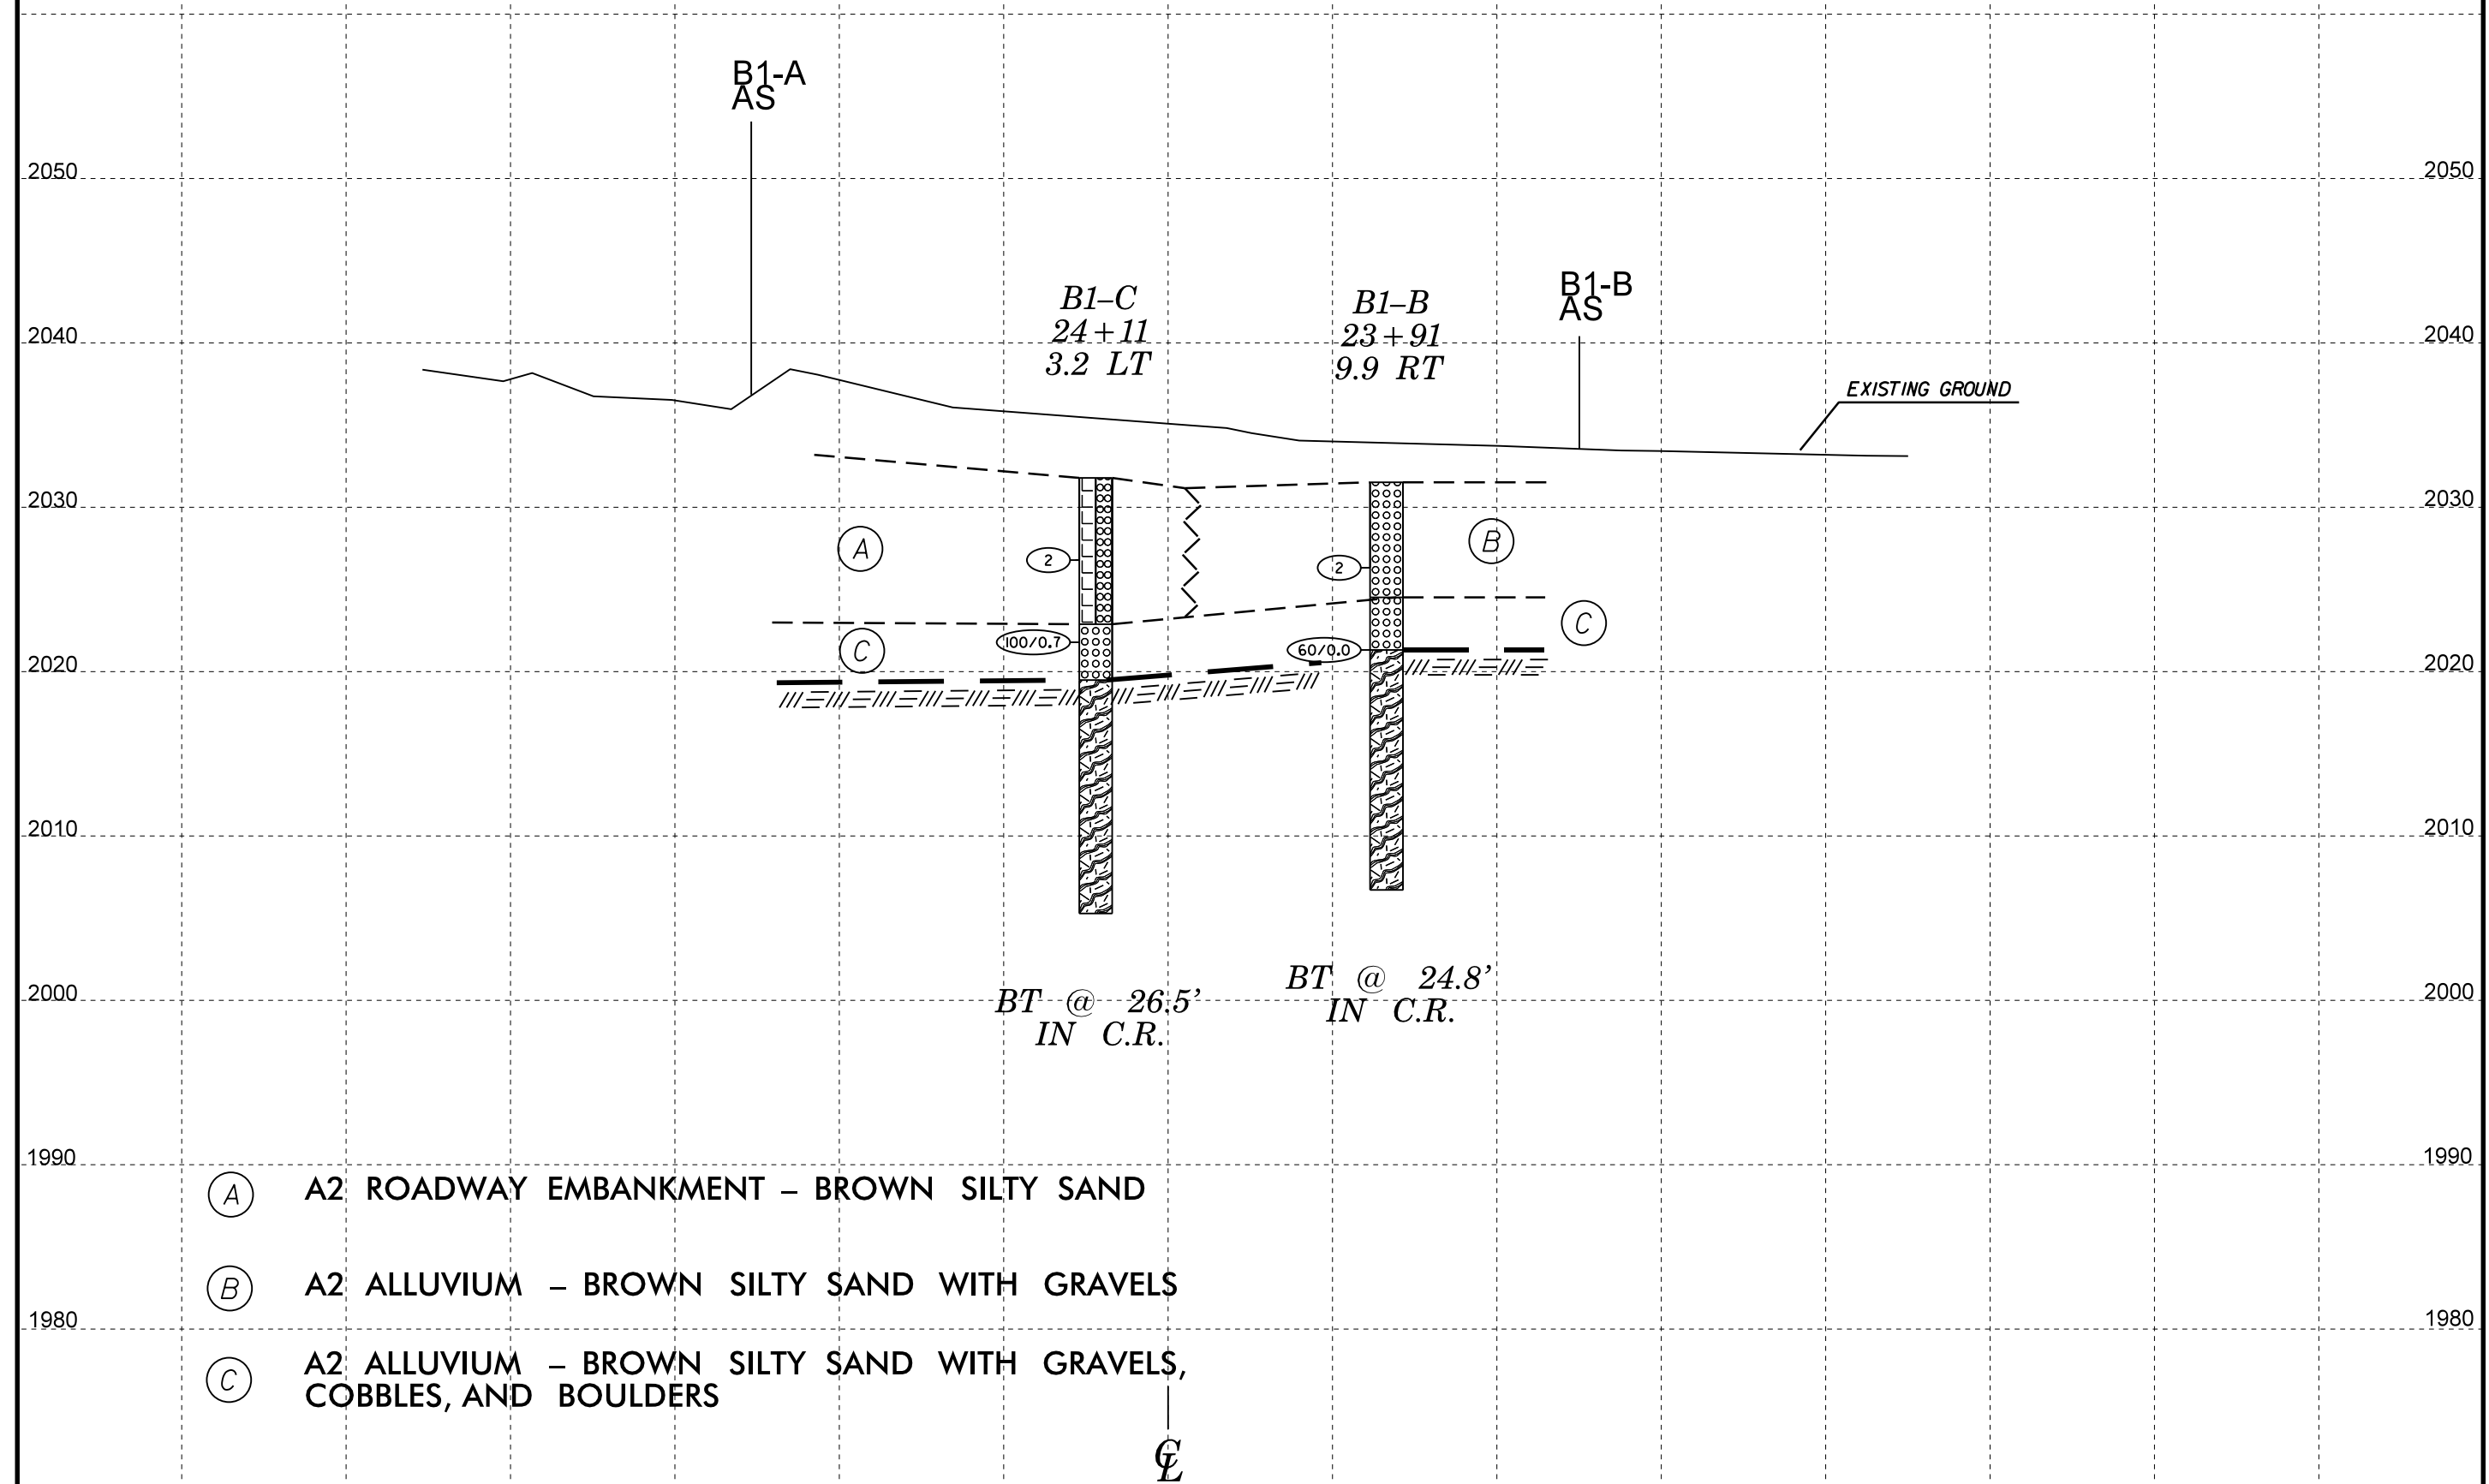 B1-A
AS
2050 2050
B1-C
24+11
3.2 LT
B1-B
23+91
9.9 RT
B1-B
AS
2040 2040
EXISTING GROUND
2030 2030
A
2
2
B
C
100/0.7
60/0.0
C
2020 2020
2010 2010
BT @ 26.5'
IN C.R.
BT @ 24.8'
IN C.R.
2000 2000
1990 1990
A A2 ROADWAY EMBANKMENT – BROWN SILTY SAND
B A2 ALLUVIUM – BROWN SILTY SAND WITH GRAVELS
1980 1980
C A2 ALLUVIUM – BROWN SILTY SAND WITH GRAVELS,
COBBLES, AND BOULDERS
CL